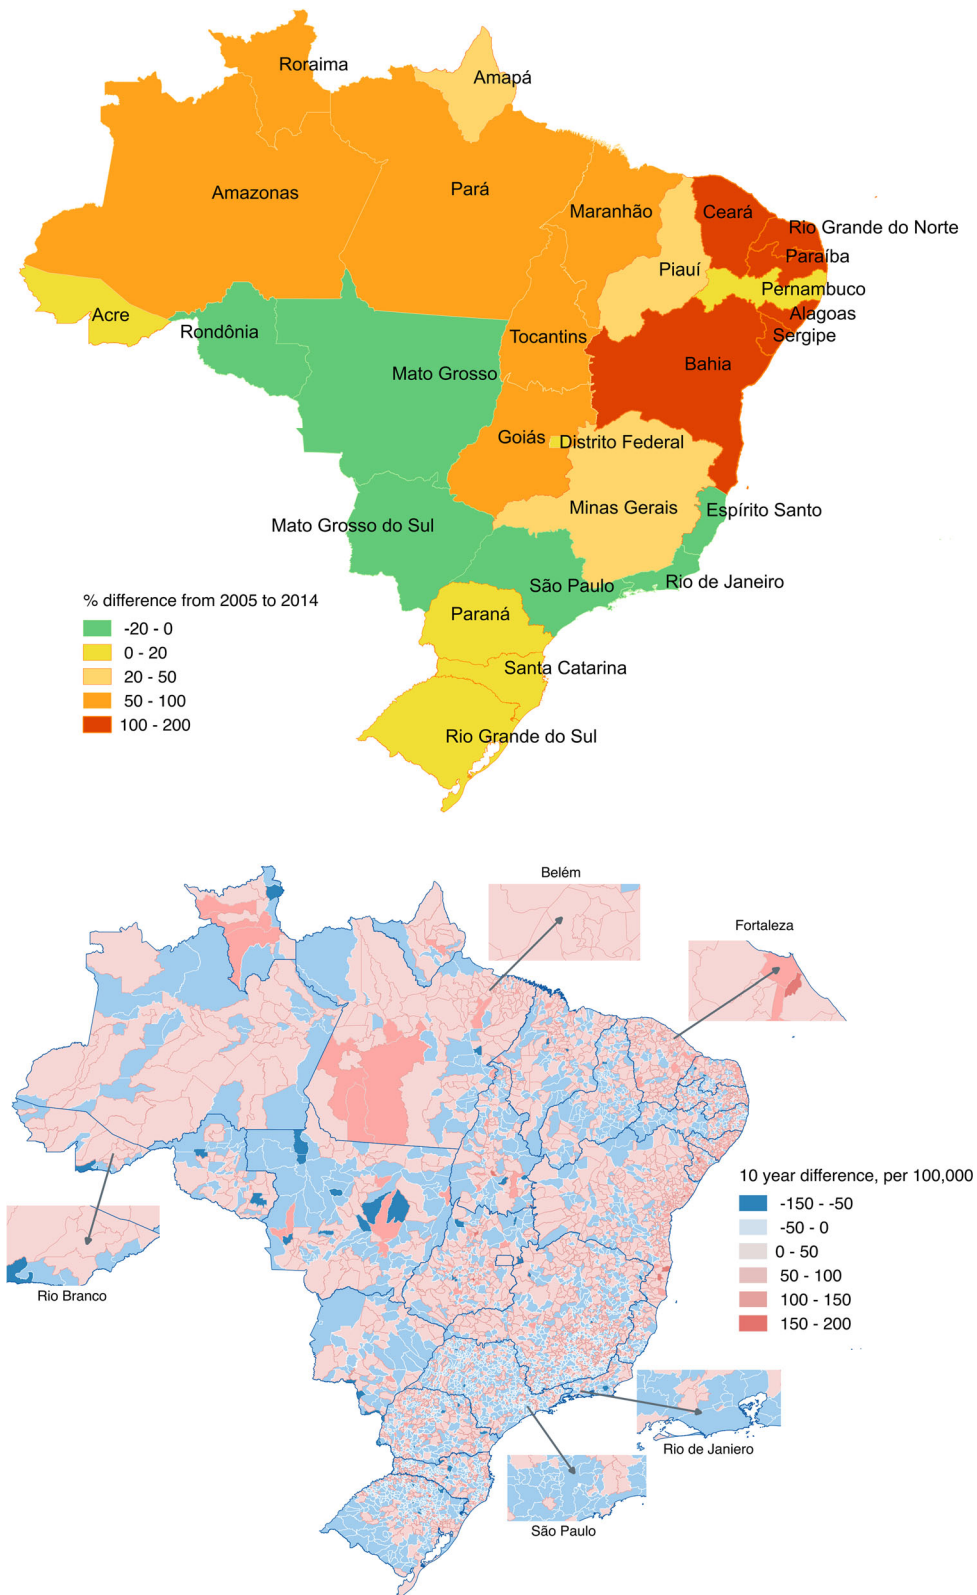 Roraima
Amapá
Amazonas
Pará
Maranhão
Ceará
Rio Grande do Norte
Paraíba
Piauí
Pernambuco
Acre
Rondônia
Tocantins
Alagoas
Sergipe
Mato Grosso
Bahia
Goiás
Distrito Federal
Minas Gerais
Espírito Santo
Mato Grosso do Sul
São Paulo
Rio de Janeiro
% difference from 2005 to 2014
-20 - 0
0 - 20
20 - 50
50 - 100
100 - 200
Paraná
Santa Catarina
Rio Grande do Sul
Belém
Fortaleza
10 year difference, per 100,000
-150 - -50
-50 - 0
0 - 50
50 - 100
100 - 150
150 - 200
Rio Branco
Rio de Janiero
São Paulo